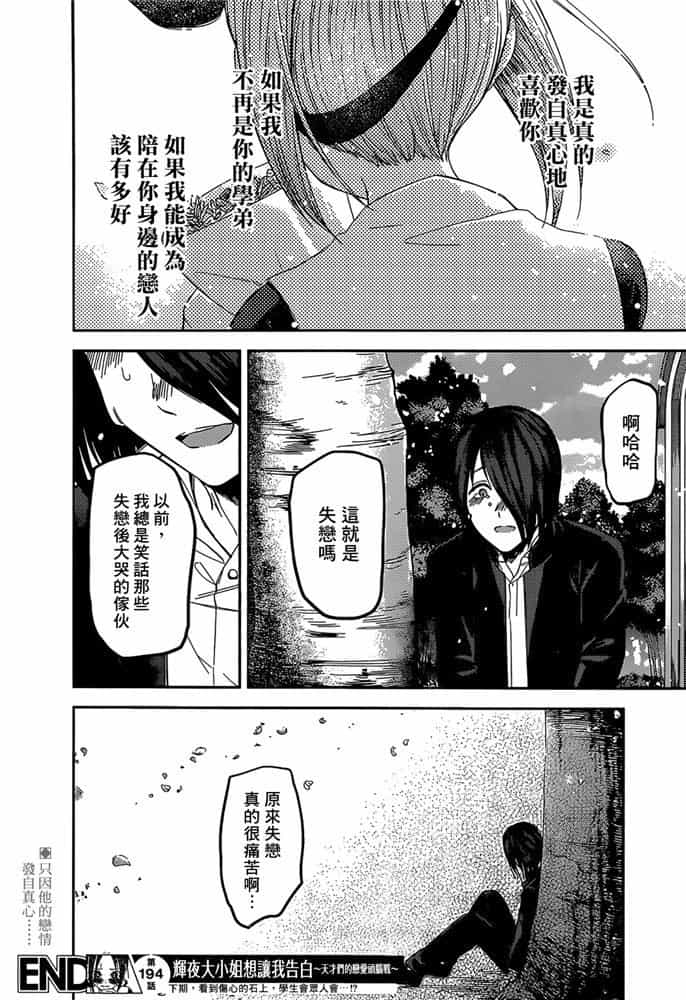 我是真的
發自真心地
喜歡你
如果我
不再是你的學弟
如果我能成為
陪在你身邊的戀人
該有多好
啊哈哈
這就是
失戀嗎
以前，
我總是笑話那些
失戀後大哭的傢伙
原來失戀
真的很痛苦啊…
只因他的戀情
發自真心……
END
第
194
話
輝夜大小姐想讓我告白～天才們的戀愛頭腦戰～
下期，看到傷心的石上，學生會眾人會…!?